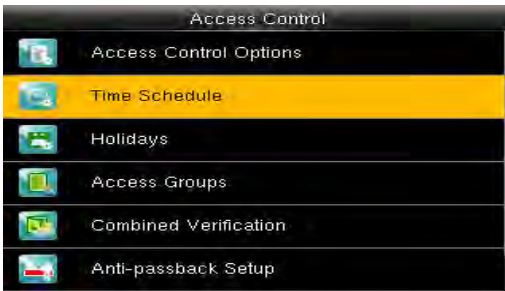 Access Control
Access Control Options
Time Schedule
Holidays
Access Groups
Combined Verification
Anti-passback Setup